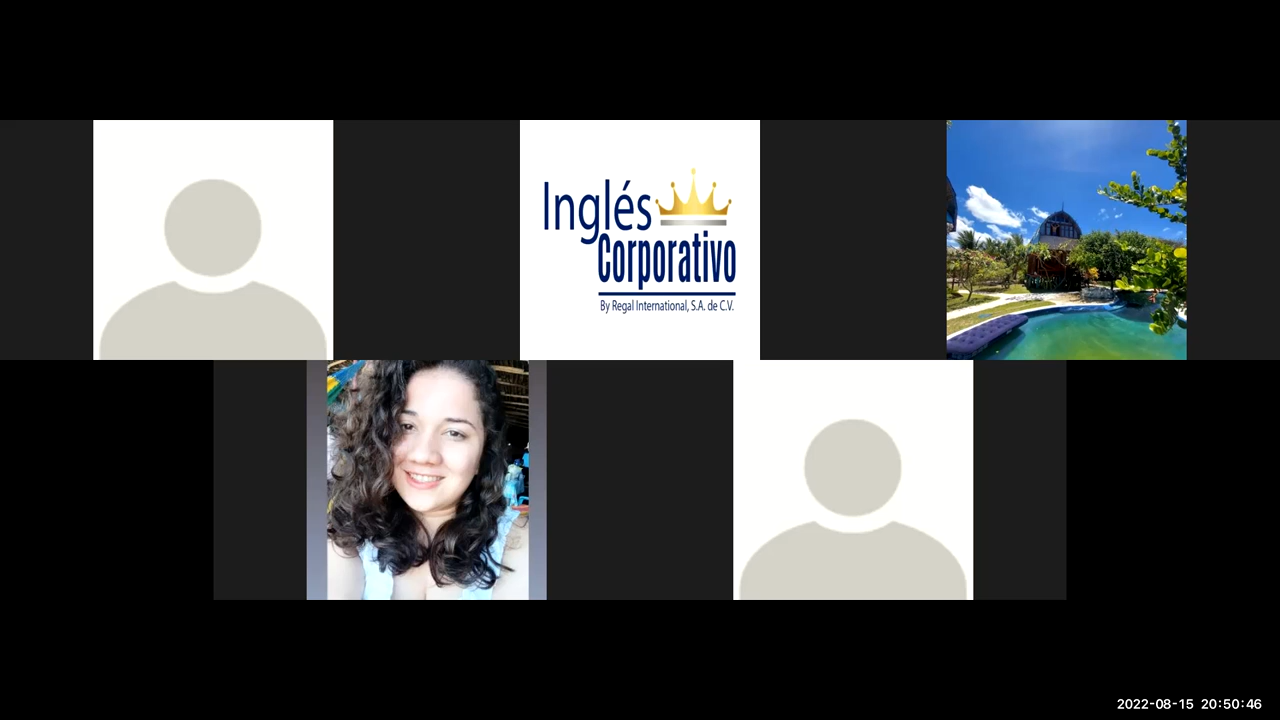 Inglés
Corporativo
By Regal International, S.A. de C.V.
2022-08-15 20:50:46